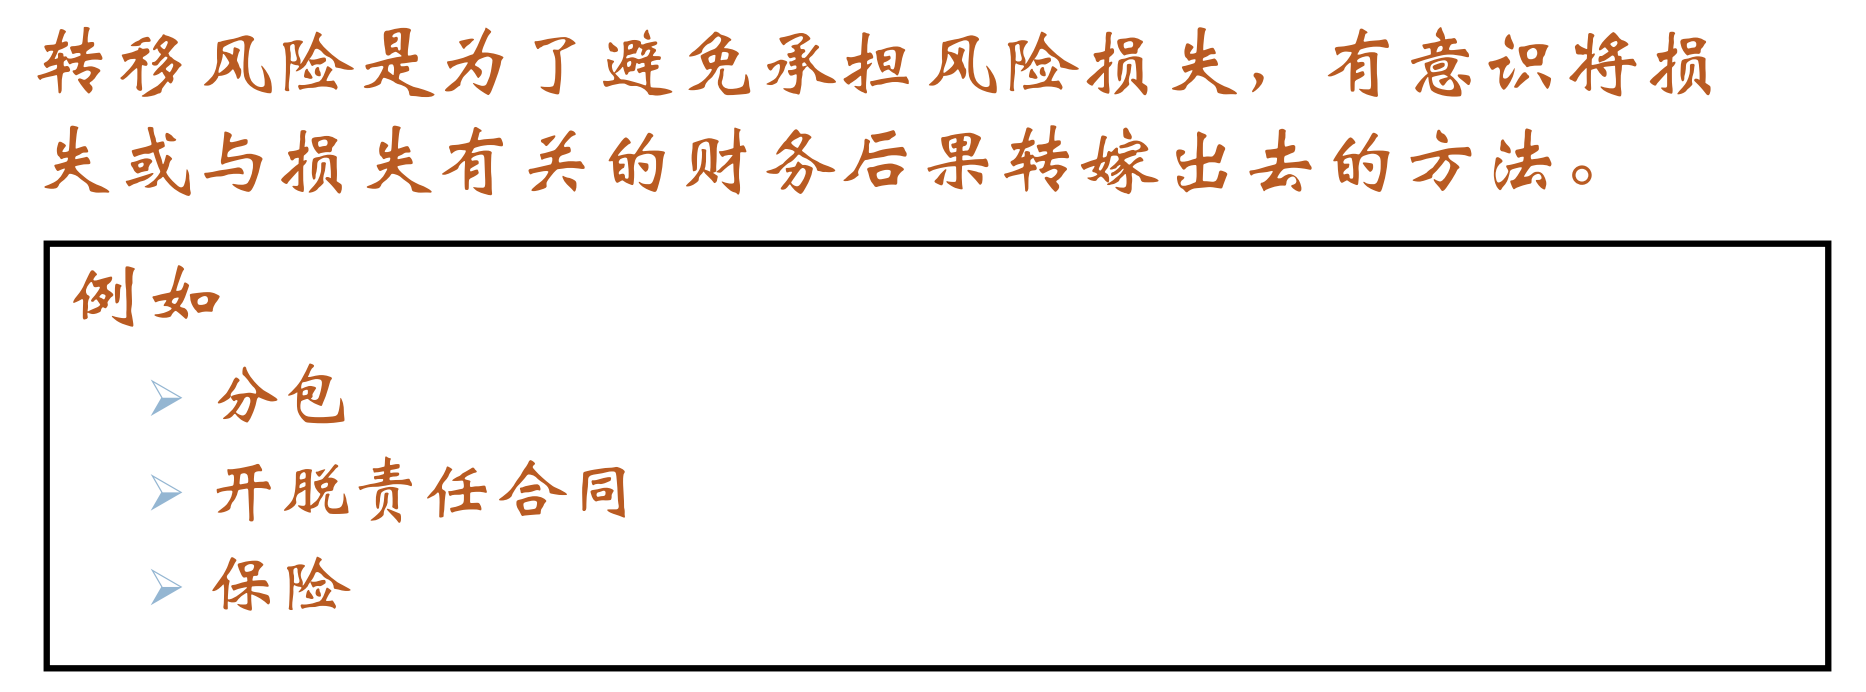 转移风险是为了避免承担风险损失，有意识将损
失或与损失有关的财务后果转嫁出去的方法。
例如
分包
开脱责任合同
保险